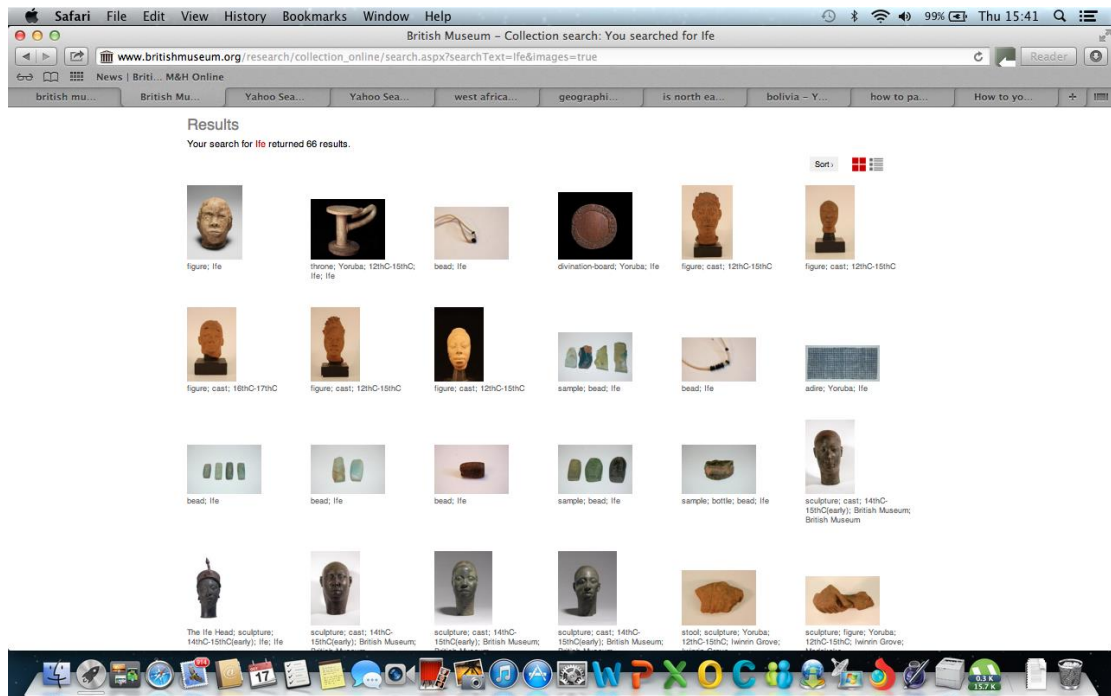 Safari File Edit View History Bookmarks Window Help 99% Thu 15:41
British Museum – Collection search: You searched for Ife
www.britishmuseum.org/research/collection_online/search.aspx?searchText=Ife&images=true Reader
News | Briti... M&H Online
british mu... British Mu... Yahoo Sea... Yahoo Sea... west africa... geographi... is north ea... bolivia – Y... how to pa... How to yo...
Results
Your search for Ife returned 66 results.
Sort ›
figure; Ife
throne; Yoruba; 12thC-15thC;
Ife; Ife
bead; Ife
divination-board; Yoruba; Ife
figure; cast; 12thC-15thC
figure; cast; 12thC-15thC
figure; cast; 16thC-17thC
figure; cast; 12thC-15thC
figure; cast; 12thC-15thC
sample; bead; Ife
bead; Ife
adire; Yoruba; Ife
bead; Ife
bead; Ife
bead; Ife
sample; bead; Ife
sample; bottle; bead; Ife
sculpture; cast; 14thC-
15thC(early); British Museum;
British Museum
The Ife Head; sculpture;
14thC-15thC(early); Ife; Ife
sculpture; cast; 14thC-
15thC(early); British Museum;
sculpture; cast; 14thC-
15thC(early); British Museum;
sculpture; cast; 14thC-
15thC(early); British Museum;
stool; sculpture; Yoruba;
12thC-15thC; Iwinrin Grove;
sculpture; figure; Yoruba;
12thC-15thC; Iwinrin Grove;
914
17
W P X O C
0.3 K
15.7 K